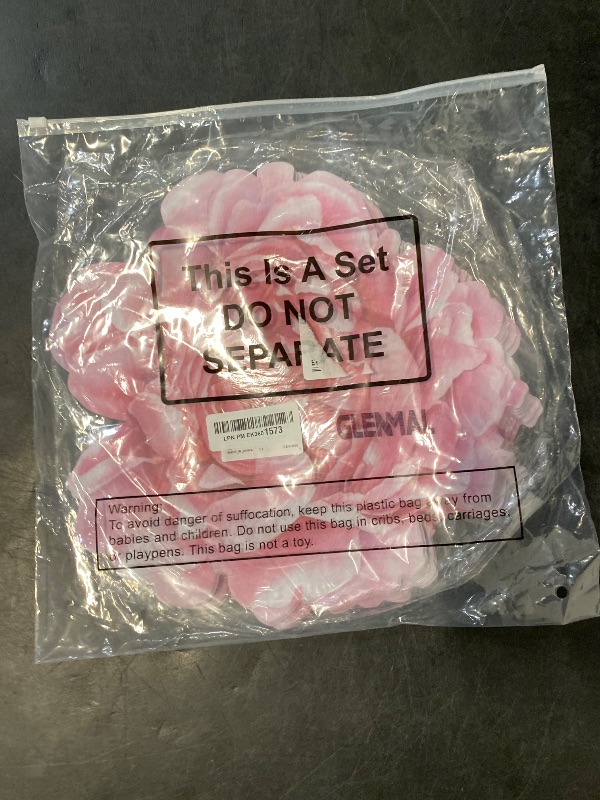 This Is A Set
DO NOT
SEPARATE
GLENMAL
Warning:
To avoid danger of suffocation, keep this plastic bag away from
babies and children. Do not use this bag in cribs, beds, carriages,
or playpens. This bag is not a toy.